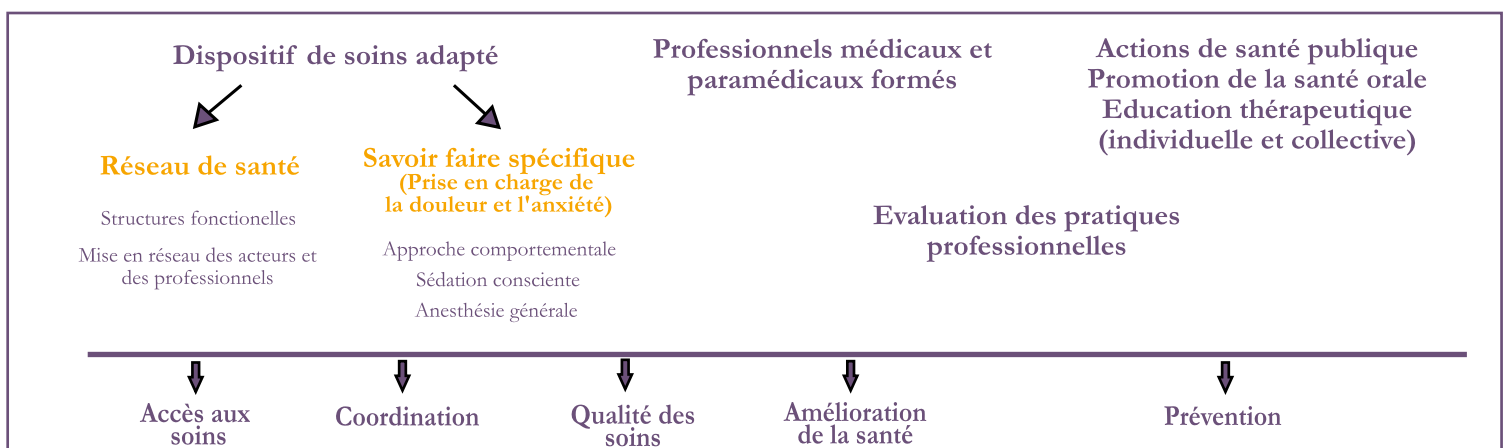 Dispositif de soins adapté
Professionnels médicaux et
paramédicaux formés
Actions de santé publique
Promotion de la santé orale
Education thérapeutique
(individuelle et collective)
Réseau de santé
Structures fonctionelles
Mise en réseau des acteurs et
des professionnels
Savoir faire spécifique
(Prise en charge de
la douleur et l'anxiété)
Approche comportementale
Sédation consciente
Anesthésie générale
Evaluation des pratiques
professionnelles
Accès aux
soins
Coordination
Qualité des
soins
Amélioration
de la santé
Prévention